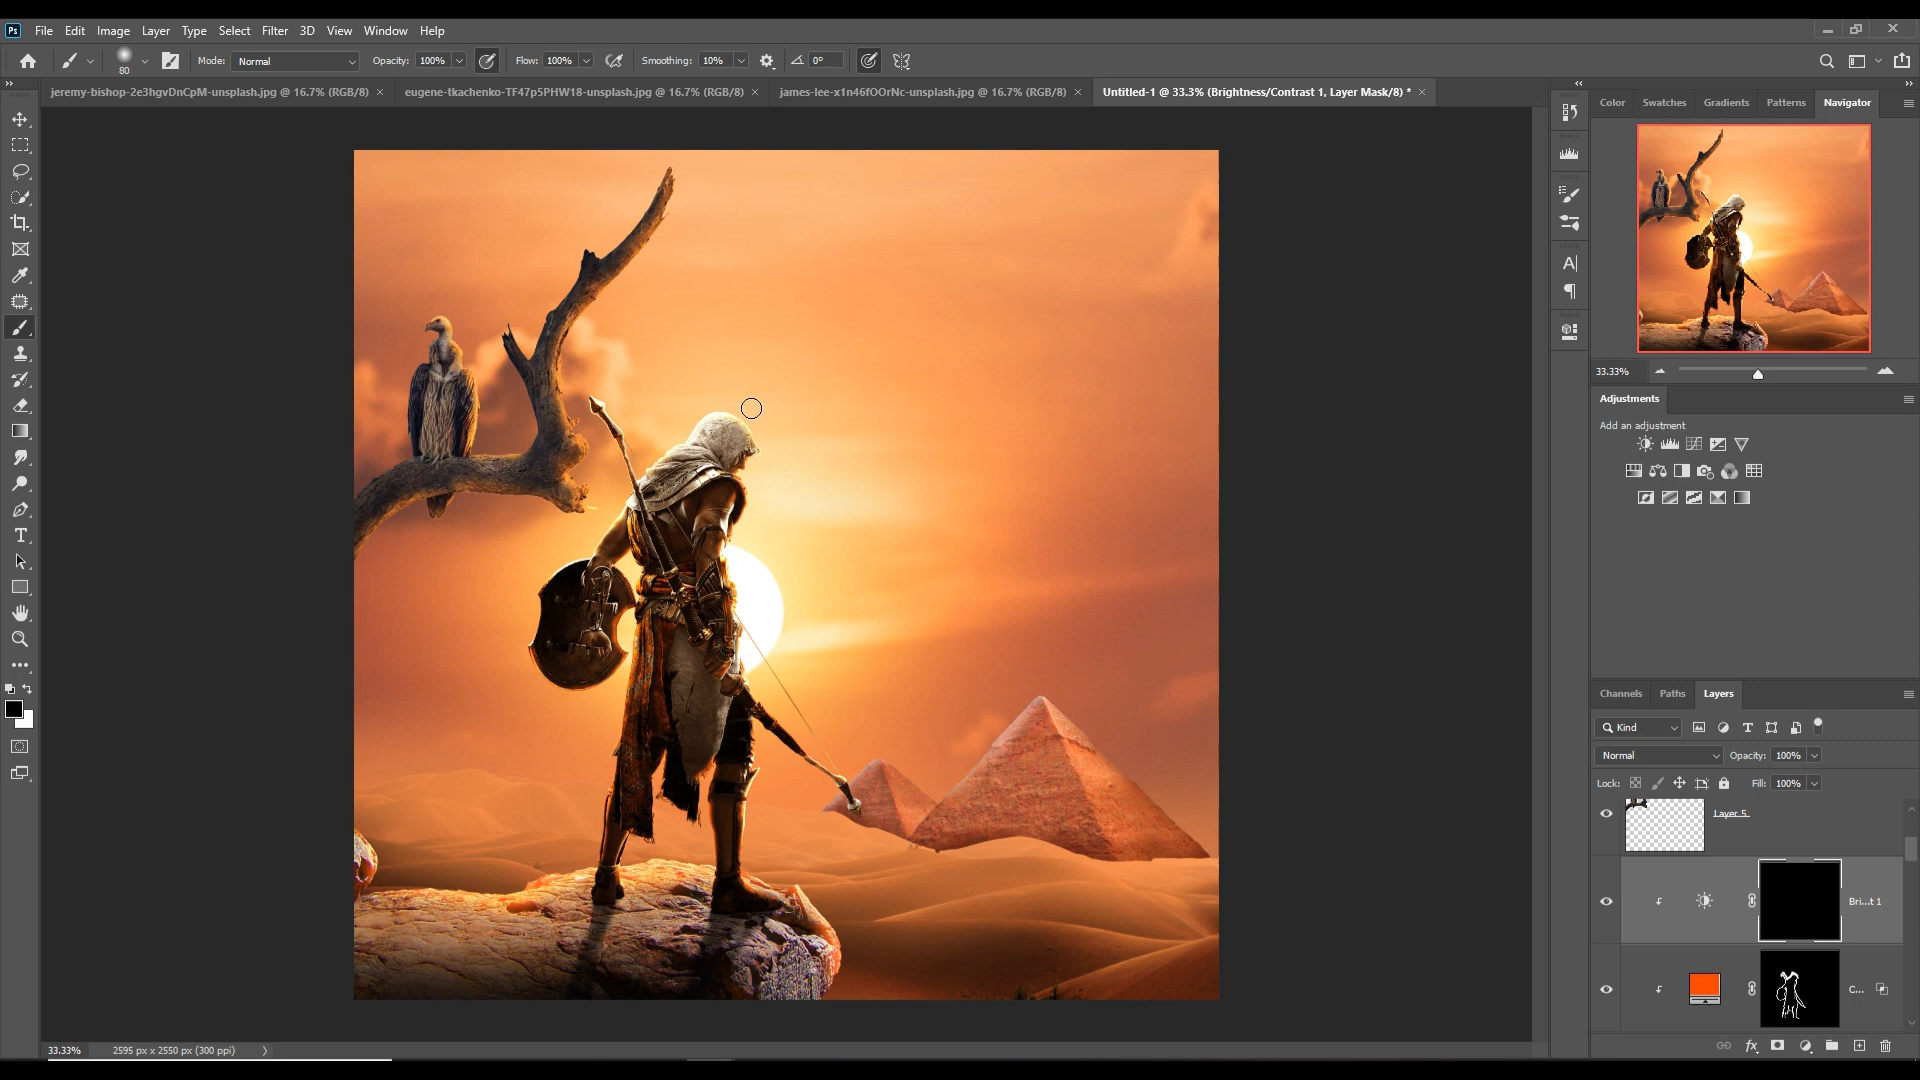 Ps File Edit Image Layer Type Select Filter 3D View Window Help
80 Mode: Normal Opacity: 100% Flow: 100% Smoothing: 10% 0°
jeremy-bishop-2e3hgvDnCpM-unsplash.jpg @ 16.7% (RGB/8) × eugene-tkachenko-TF47p5PHW18-unsplash.jpg @ 16.7% (RGB/8) × james-lee-x1n46fOOrNc-unsplash.jpg @ 16.7% (RGB/8) × Untitled-1 @ 33.3% (Brightness/Contrast 1, Layer Mask/8) * ×
Color Swatches Gradients Patterns Navigator
33.33%
Adjustments
Add an adjustment
Channels Paths Layers
Kind
Normal Opacity: 100%
Lock: Fill: 100%
Layer 5
Bri...t 1
C...
33.33% 2595 px x 2550 px (300 ppi)